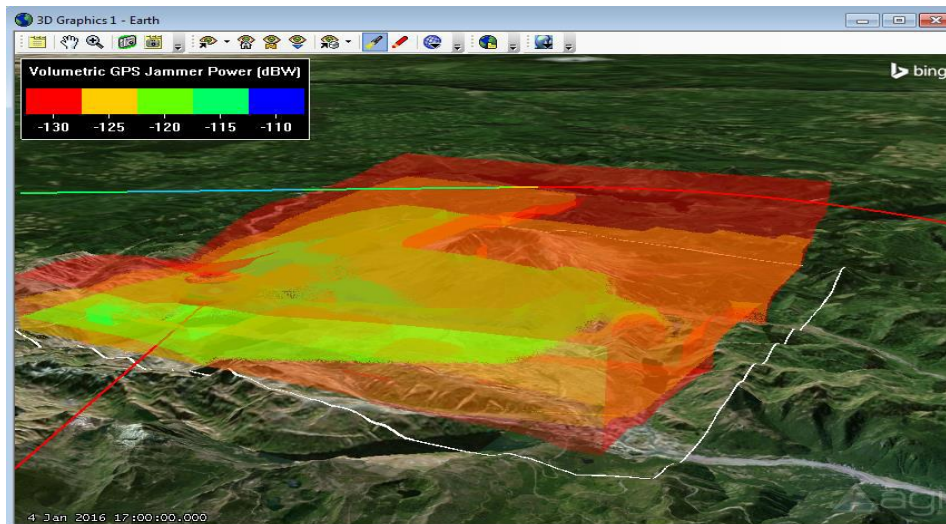 3D Graphics 1 - Earth
Volumetric GPS Jammer Power (dBW)
-130 -125 -120 -115 -110
bing
agi
4 Jan 2016 17:00:00.000